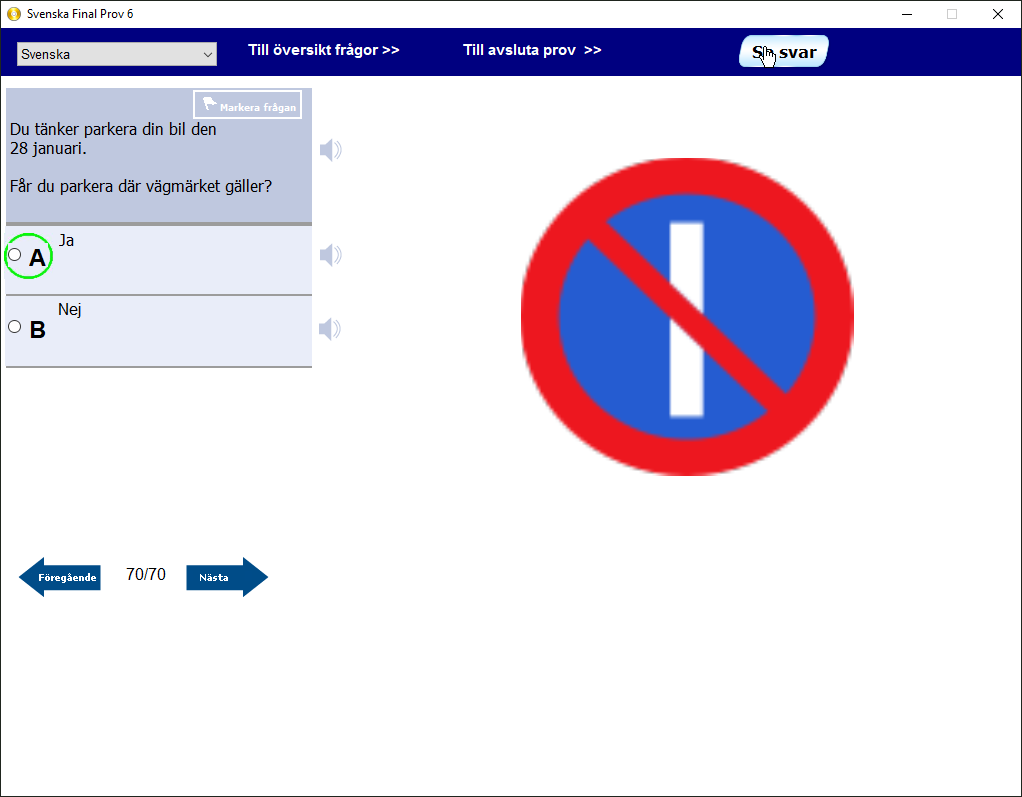 Svenska Final Prov 6
Svenska
Till översikt frågor >>
Till avsluta prov >>
svar
Markera frågan
Du tänker parkera din bil den
28 januari.
Får du parkera där vägmärket gäller?
A
Ja
B
Nej
Föregående
70/70
Nästa